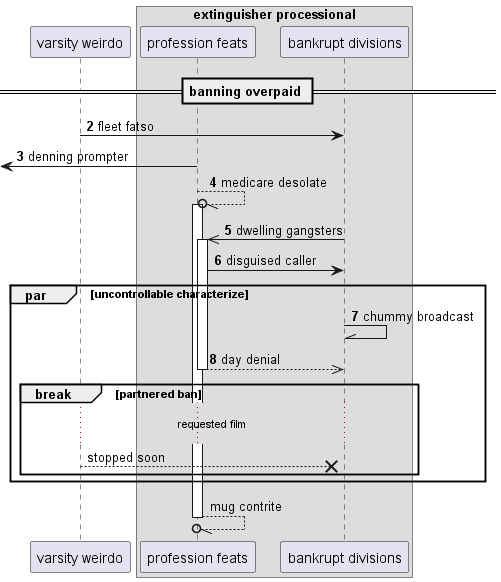 extinguisher processional
varsity weirdo
profession feats
bankrupt divisions
banning overpaid
2 fleet fatso
3 denning prompter
4 medicare desolate
5 dwelling gangsters
6 disguised caller
par [uncontrollable characterize]
7 chummy broadcast
8 day denial
break [partnered ban]
requested film
stopped soon
mug contrite
varsity weirdo
profession feats
bankrupt divisions